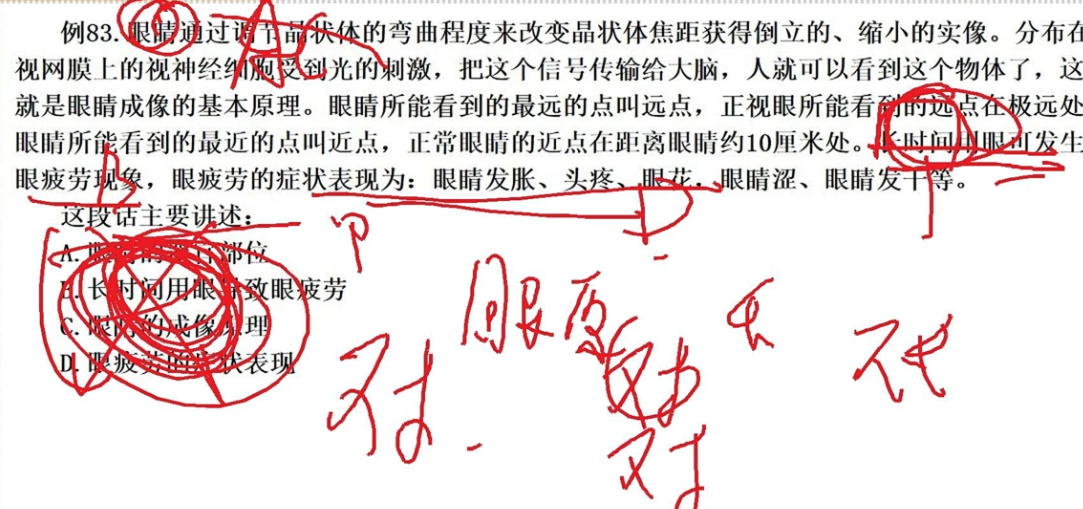 例83.眼睛通过调节晶状体的弯曲程度来改变晶状体焦距获得倒立的、缩小的实像。分布在
视网膜上的视神经细胞受到光的刺激，把这个信号传输给大脑，人就可以看到这个物体了，这
就是眼睛成像的基本原理。眼睛所能看到的最远的点叫远点，正视眼所能看到的远点在极远处
眼睛所能看到的最近的点叫近点，正常眼睛的近点在距离眼睛约10厘米处。长时间用眼可发生
眼疲劳现象，眼疲劳的症状表现为：眼睛发胀、头疼、眼花、眼睛涩、眼睛发干等。
这段话主要讲述：
A.眼睛的部位
B.长时间用眼导致眼疲劳
C.眼睛的成像原理
D.眼疲劳的症状表现